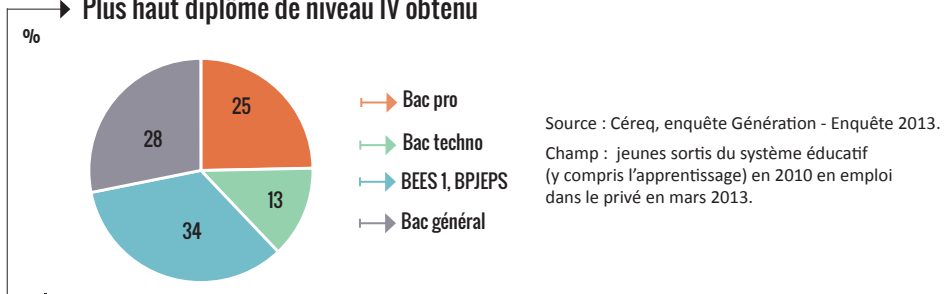 Plus haut diplôme de niveau IV obtenu
%
25
28
13
34
Bac pro
Bac techno
BEES 1, BPJEPS
Bac général
Source : Céreq, enquête Génération - Enquête 2013.
Champ : jeunes sortis du système éducatif
(y compris l’apprentissage) en 2010 en emploi
dans le privé en mars 2013.